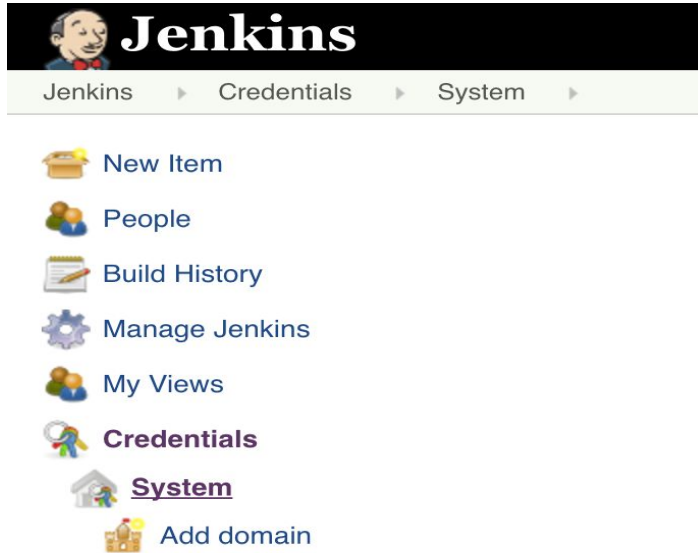 Jenkins
Jenkins Credentials System
New Item
People
Build History
Manage Jenkins
My Views
Credentials
System
Add domain